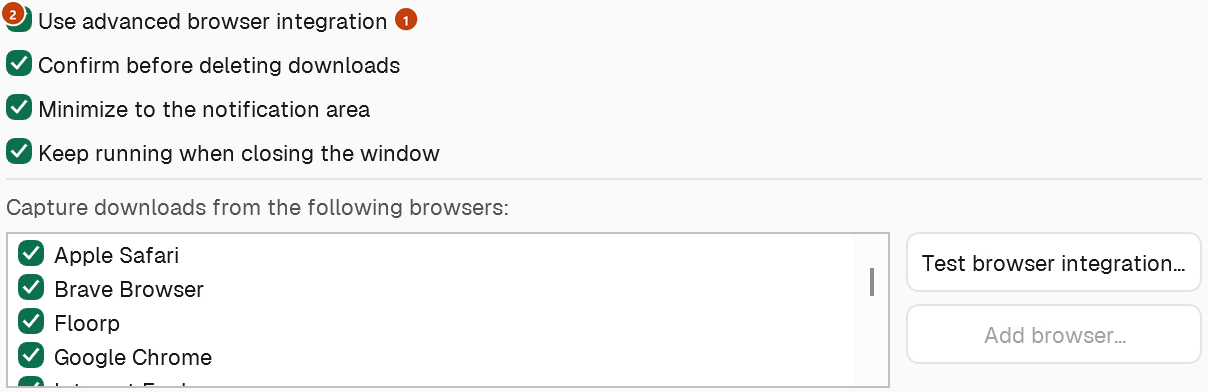 2
Use advanced browser integration 1
Confirm before deleting downloads
Minimize to the notification area
Keep running when closing the window
Capture downloads from the following browsers:
Apple Safari
Brave Browser
Floorp
Google Chrome
Test browser integration...
Add browser...